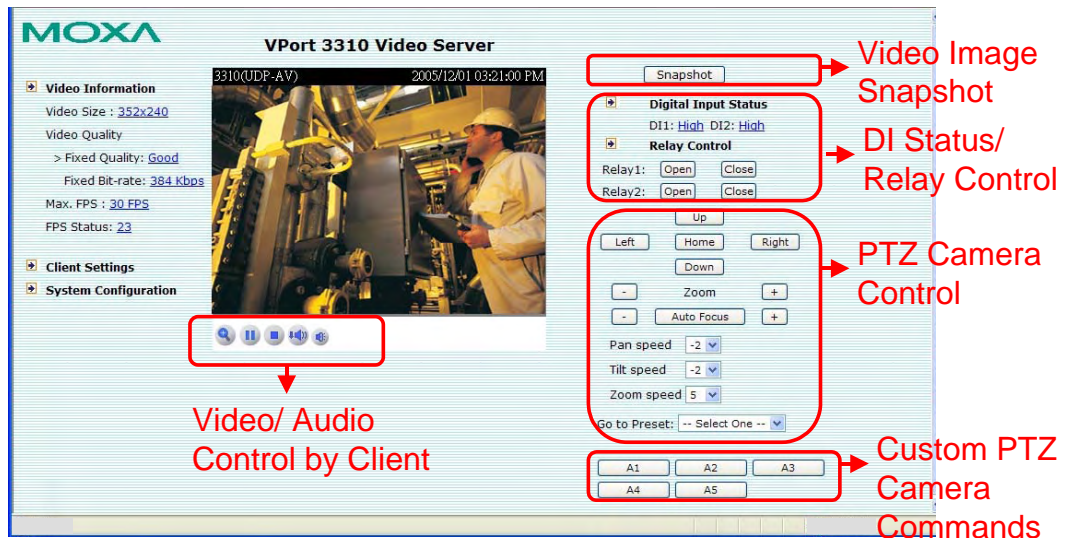 MOXA
VPort 3310 Video Server
Video Information
Video Size : 352x240
Video Quality
> Fixed Quality: Good
Fixed Bit-rate: 384 Kbps
Max. FPS : 30 FPS
FPS Status: 23
Client Settings
System Configuration
3310(UDP-AV) 2005/12/01 03:21:00 PM
Video/ Audio
Control by Client
Snapshot
Digital Input Status
DI1: High DI2: High
Relay Control
Relay1: Open Close
Relay2: Open Close
Up
Left Home Right
Down
- Zoom +
- Auto Focus +
Pan speed -2
Tilt speed -2
Zoom speed 5
Go to Preset: -- Select One --
A1 A2 A3
A4 A5
Video Image
Snapshot
DI Status/
Relay Control
PTZ Camera
Control
Custom PTZ
Camera
Commands